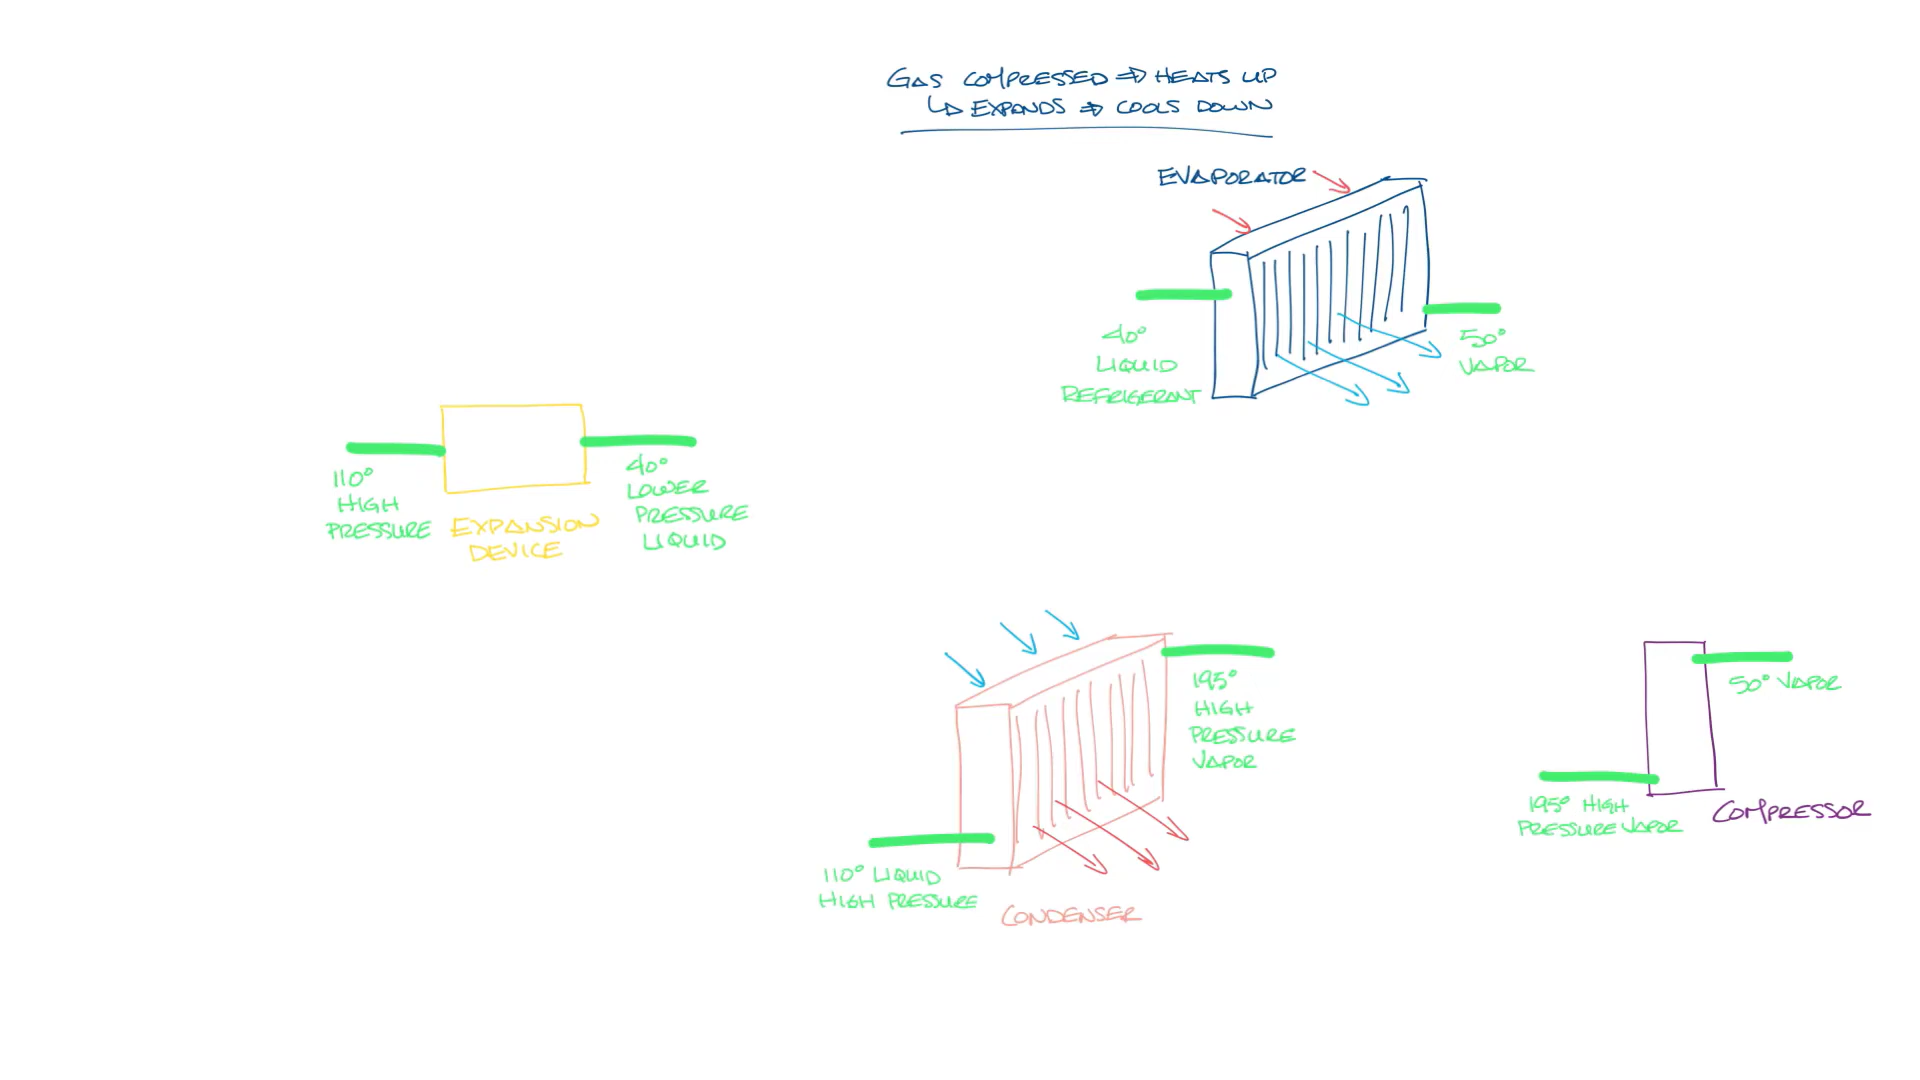 GAS COMPRESSED ⇒ HEATS UP
↳ EXPANDS ⇒ COOLS DOWN
EVAPORATOR
40°
LIQUID
REFRIGERANT
50°
VAPOR
110°
HIGH
PRESSURE
EXPANSION
DEVICE
40°
LOWER
PRESSURE
LIQUID
195°
HIGH
PRESSURE
VAPOR
110° LIQUID
HIGH PRESSURE
CONDENSER
50° VAPOR
195° HIGH
PRESSURE VAPOR
COMPRESSOR